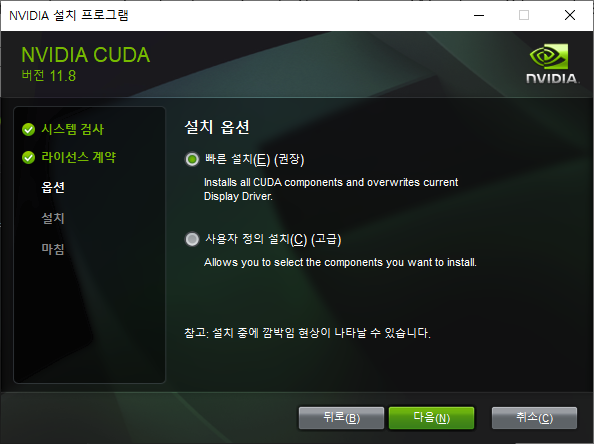 NVIDIA 설치 프로그램
NVIDIA CUDA
버전 11.8
NVIDIA.
시스템 검사
라이선스 계약
옵션
설치
마침
설치 옵션
빠른 설치(E) (권장)
Installs all CUDA components and overwrites current
Display Driver.
사용자 정의 설치(C) (고급)
Allows you to select the components you want to install.
참고: 설치 중에 깜박임 현상이 나타날 수 있습니다.
뒤로(B)
다음(N)
취소(C)